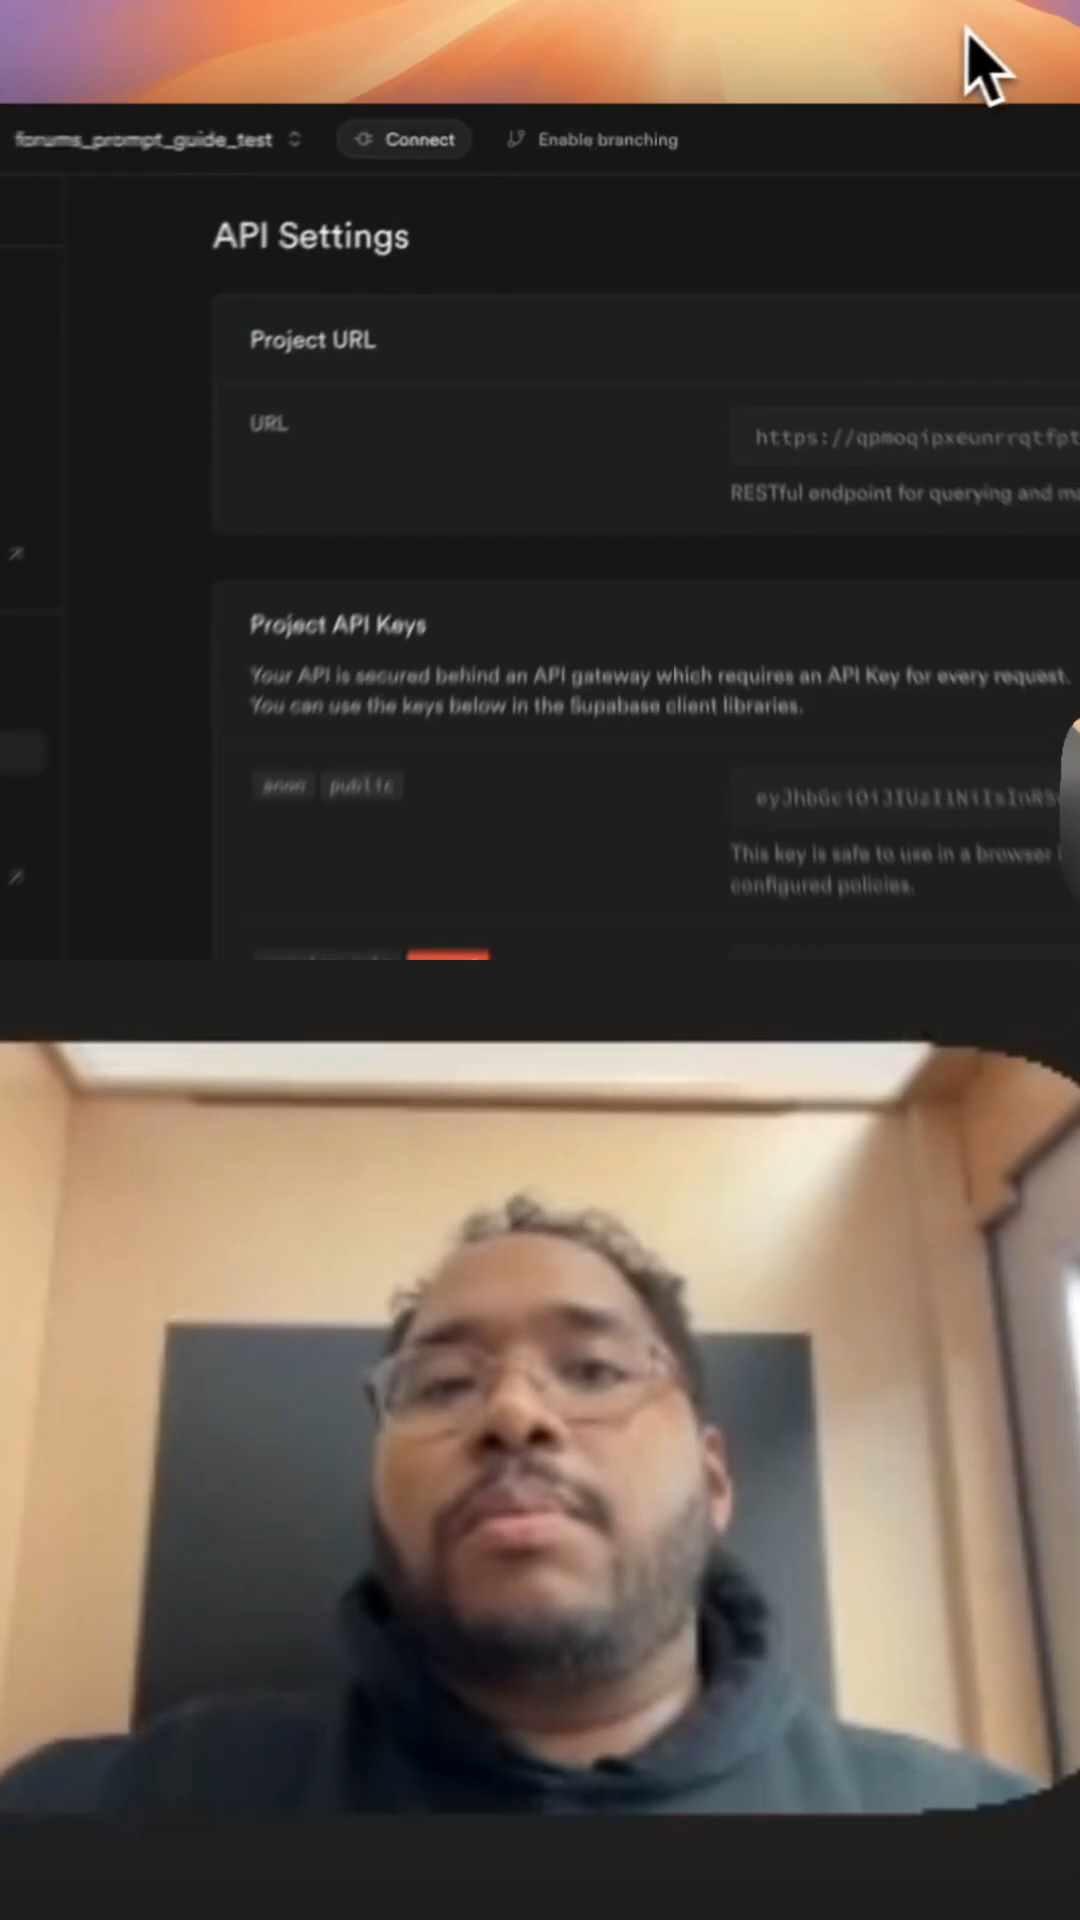 forums_prompt_guide_test
Connect
Enable branching
API Settings
Project URL
URL
https://qpmoqipxeunrrqtfpt
RESTful endpoint for querying and ma
Project API Keys
Your API is secured behind an API gateway which requires an API Key for every request.
You can use the keys below in the Supabase client libraries.
anon public
eyJhbGciOiJIUzI1NiIsInR5
This key is safe to use in a browser
configured policies.